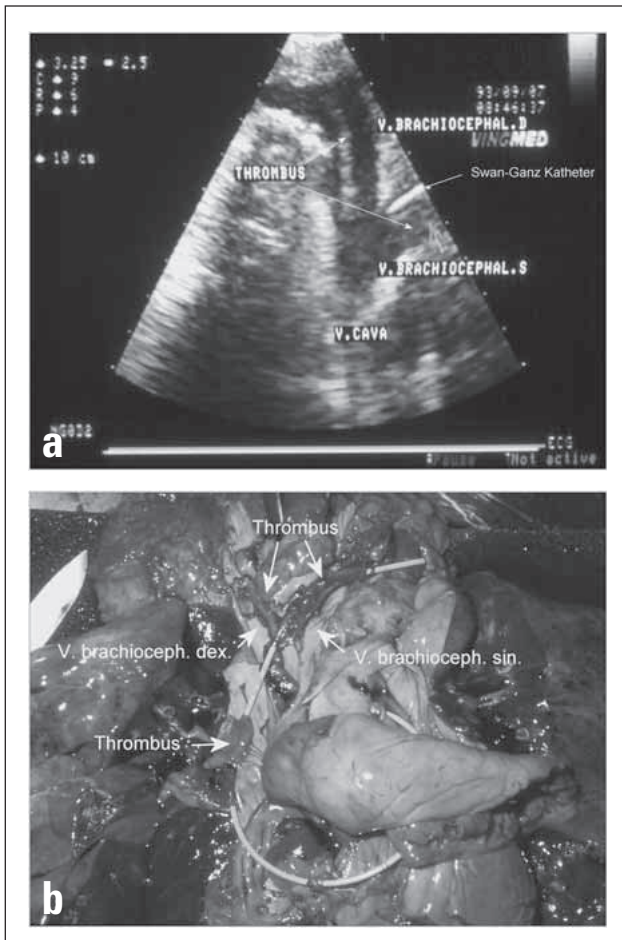 3.25 2.5
C 9
R 6
P 4
10 cm
93/09/07
08:46:37
V.BRACHIOCEPHAL.D
VINGMED
THROMBUS
Swan-Ganz Katheter
V.BRACHIOCEPHAL.S
V.CAVA
ECG
Pause Not active
a
Thrombus
V. brachioceph. dex.
V. brachioceph. sin.
Thrombus
b